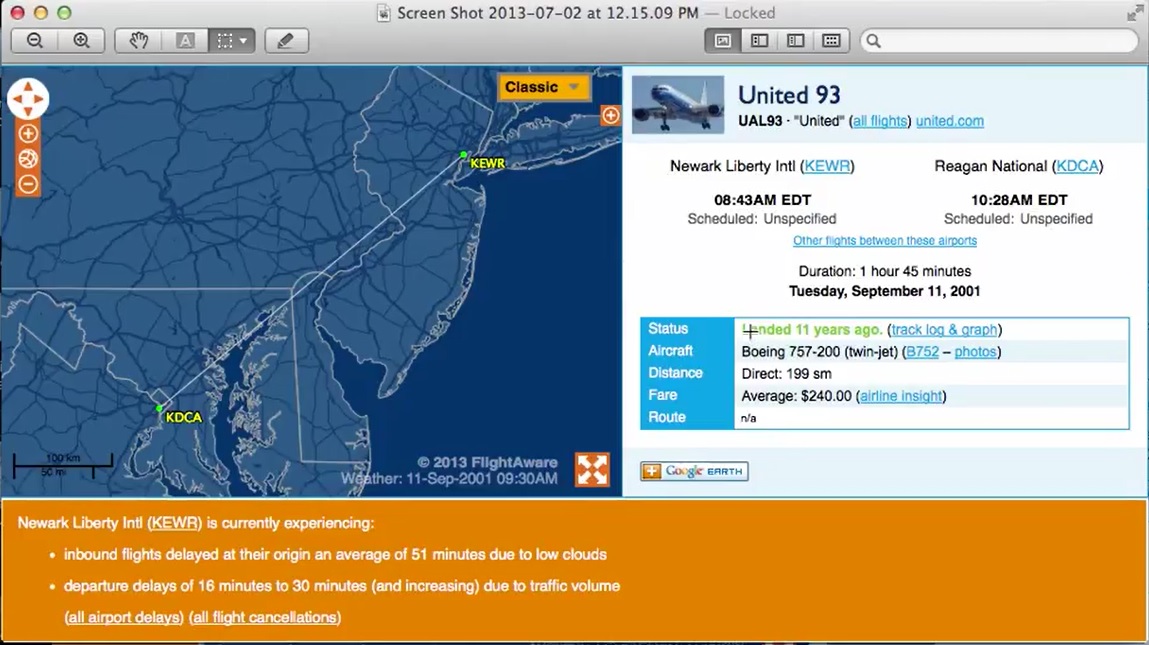 Screen Shot 2013-07-02 at 12.15.09 PM — Locked
A
Classic
KEWR
KDCA
100 km
50 mi
© 2013 FlightAware
Weather: 11-Sep-2001 09:30AM
United 93
UAL93 · "United" (all flights) united.com
Newark Liberty Intl (KEWR) Reagan National (KDCA)
08:43AM EDT 10:28AM EDT
Scheduled: Unspecified Scheduled: Unspecified
Other flights between these airports
Duration: 1 hour 45 minutes
Tuesday, September 11, 2001
Status Landed 11 years ago. (track log & graph)
Aircraft Boeing 757-200 (twin-jet) (B752 – photos)
Distance Direct: 199 sm
Fare Average: $240.00 (airline insight)
Route n/a
Google EARTH
Newark Liberty Intl (KEWR) is currently experiencing:
• inbound flights delayed at their origin an average of 51 minutes due to low clouds
• departure delays of 16 minutes to 30 minutes (and increasing) due to traffic volume
(all airport delays) (all flight cancellations)